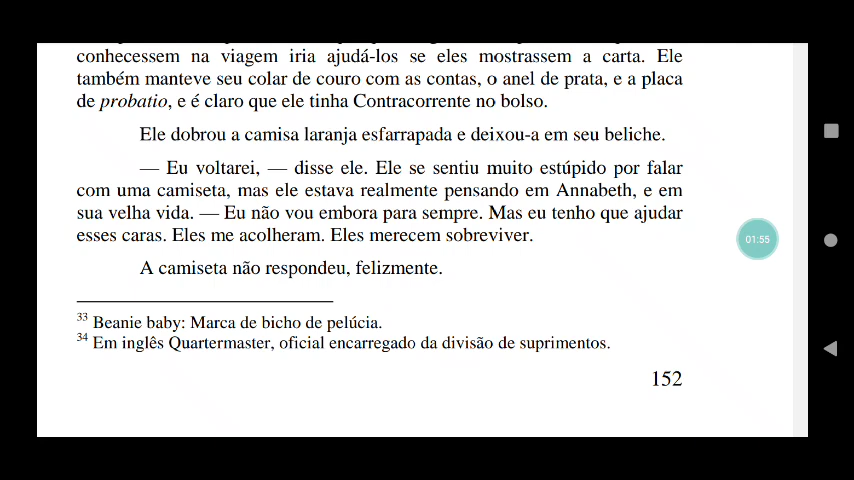 conhecessem na viagem iria ajudá-los se eles mostrassem a carta. Ele
também manteve seu colar de couro com as contas, o anel de prata, e a placa
de probatio, e é claro que ele tinha Contracorrente no bolso.
Ele dobrou a camisa laranja esfarrapada e deixou-a em seu beliche.
— Eu voltarei, — disse ele. Ele se sentiu muito estúpido por falar
com uma camiseta, mas ele estava realmente pensando em Annabeth, e em
sua velha vida. — Eu não vou embora para sempre. Mas eu tenho que ajudar
esses caras. Eles me acolheram. Eles merecem sobreviver.
A camiseta não respondeu, felizmente.
33 Beanie baby: Marca de bicho de pelúcia.
34 Em inglês Quartermaster, oficial encarregado da divisão de suprimentos.
152
01:55